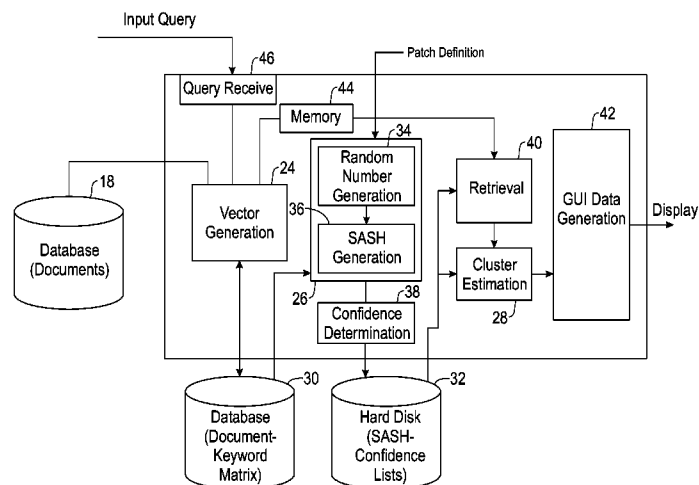 Input Query
46
Patch Definition
Query Receive
44
Memory
34
42
40
Random
Number
Generation
24
18
Vector
Generation
36
SASH
Generation
Retrieval
GUI Data
Generation
Display
Database
(Documents)
Cluster
Estimation
26
38
28
Confidence
Determination
30
32
Database
(Document-
Keyword
Matrix)
Hard Disk
(SASH-
Confidence
Lists)